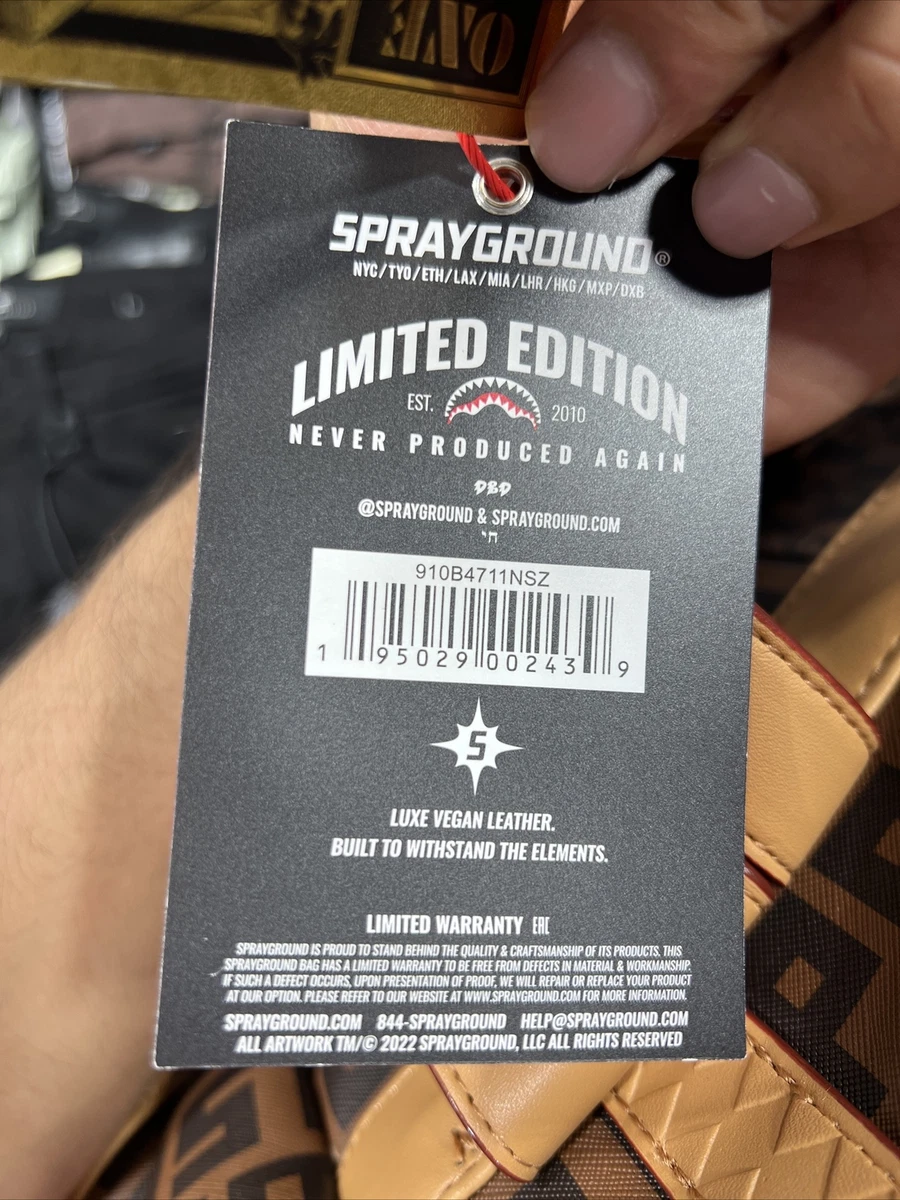 ONE
SPRAYGROUND®
NYC/TYO/ETH/LAX/MIA/LHR/HKG/MXP/DXB
LIMITED EDITION
EST. 2010
NEVER PRODUCED AGAIN
DBD
@SPRAYGROUND & SPRAYGROUND.COM
חי
910B4711NSZ
1 95029 00243 9
S
LUXE VEGAN LEATHER.
BUILT TO WITHSTAND THE ELEMENTS.
LIMITED WARRANTY EAC
SPRAYGROUND IS PROUD TO STAND BEHIND THE QUALITY & CRAFTSMANSHIP OF ITS PRODUCTS. THIS
SPRAYGROUND BAG HAS A LIMITED WARRANTY TO BE FREE FROM DEFECTS IN MATERIAL & WORKMANSHIP.
IF SUCH A DEFECT OCCURS, UPON PRESENTATION OF PROOF, WE WILL REPAIR OR REPLACE YOUR PRODUCT
AT OUR OPTION. PLEASE REFER TO OUR WEBSITE AT WWW.SPRAYGROUND.COM FOR MORE INFORMATION.
SPRAYGROUND.COM 844-SPRAYGROUND HELP@SPRAYGROUND.COM
ALL ARTWORK TM/© 2022 SPRAYGROUND, LLC ALL RIGHTS RESERVED